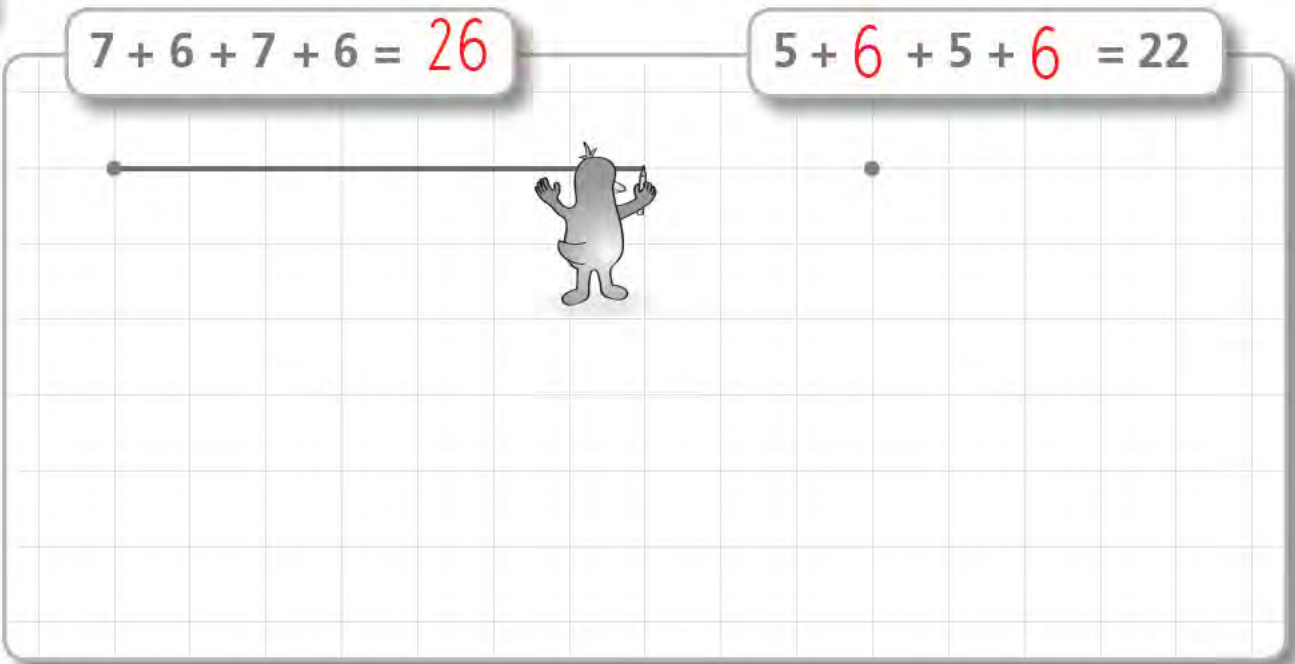 7 + 6 + 7 + 6 = 26
5 + 6 + 5 + 6 = 22